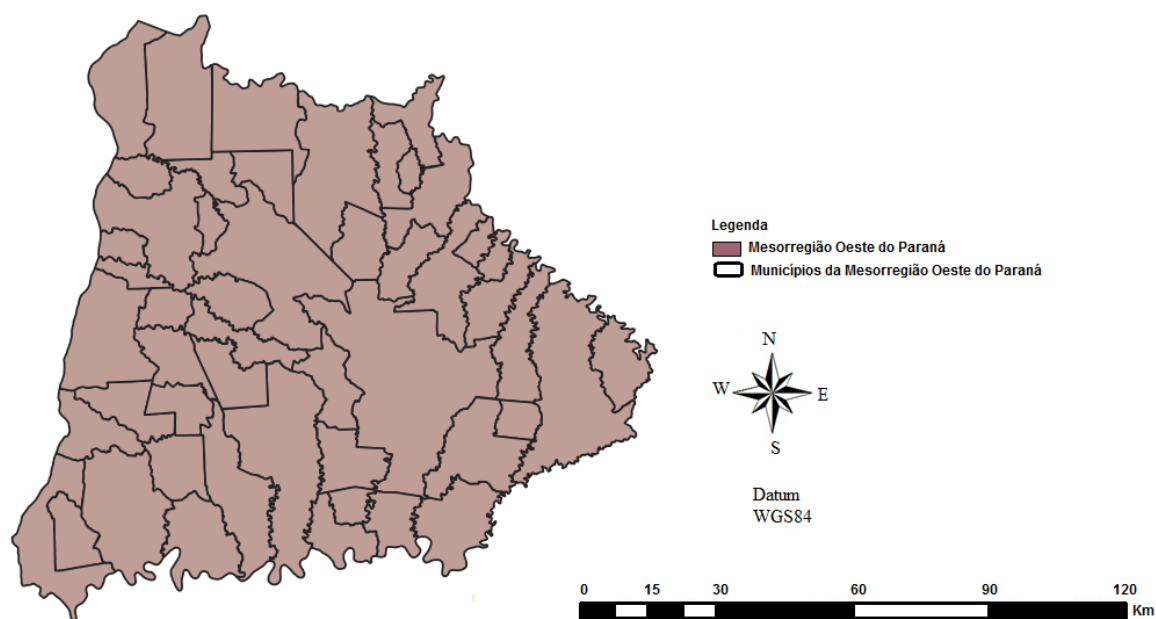 Legenda
Mesorregião Oeste do Paraná
Municípios da Mesorregião Oeste do Paraná
N
W
E
S
Datum
WGS84
0 15 30 60 90 120
Km